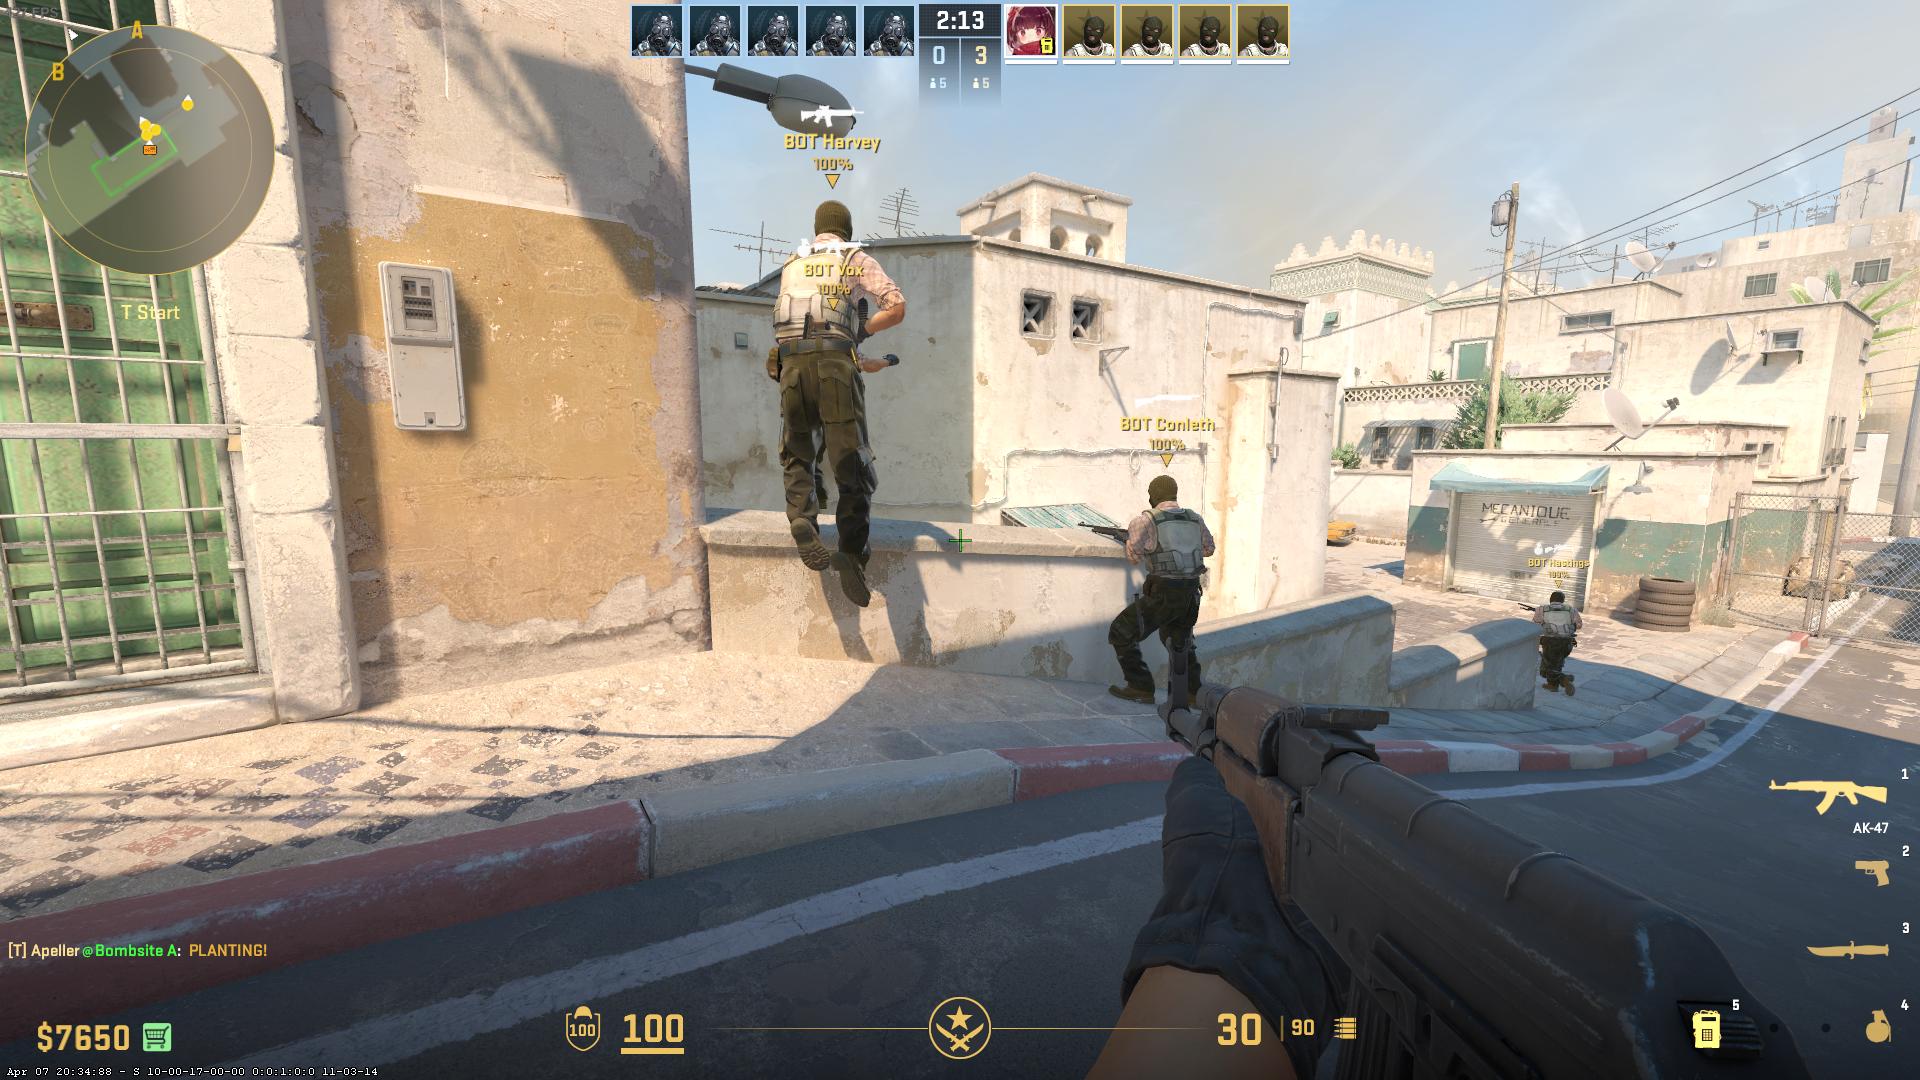 A
B
T Start
2:13
0 3
5 5
BOT Harvey
100%
BOT Vox
100%
BOT Conleth
100%
MECANIQUE
GENERALE
BOT Hastings
100%
1
AK-47
2
3
4
5
[T] Apeller@Bombsite A: PLANTING!
$7650
100 100
30 | 90
Apr 07 20:34:88 - S 10-00-17-00-00 0:0:1:0:0 11-03-14